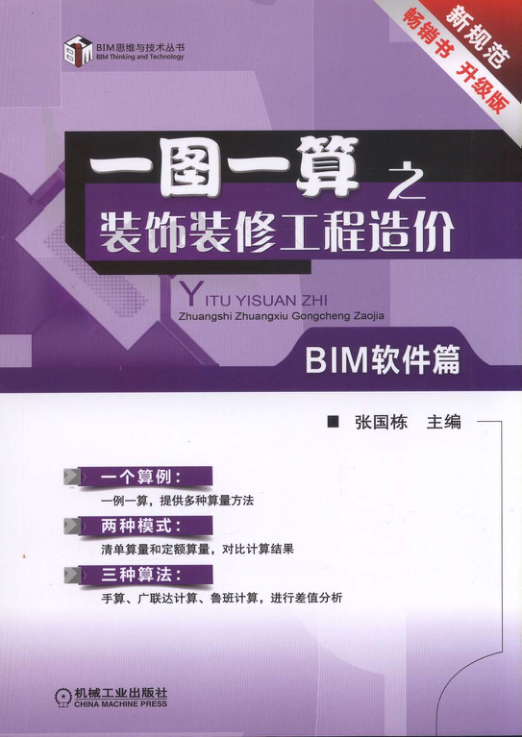 BIM思维与技术丛书
BIM Thinking and Technology
新规范
畅销书 升级版
一图一算 之
装饰装修工程造价
YITU YISUAN ZHI
Zhuangshi Zhuangxiu Gongcheng Zaojia
BIM软件篇
■ 张国栋 主编
一个算例：
一例一算，提供多种算量方法
两种模式：
清单算量和定额算量，对比计算结果
三种算法：
手算、广联达计算、鲁班计算，进行差值分析
机械工业出版社
CHINA MACHINE PRESS